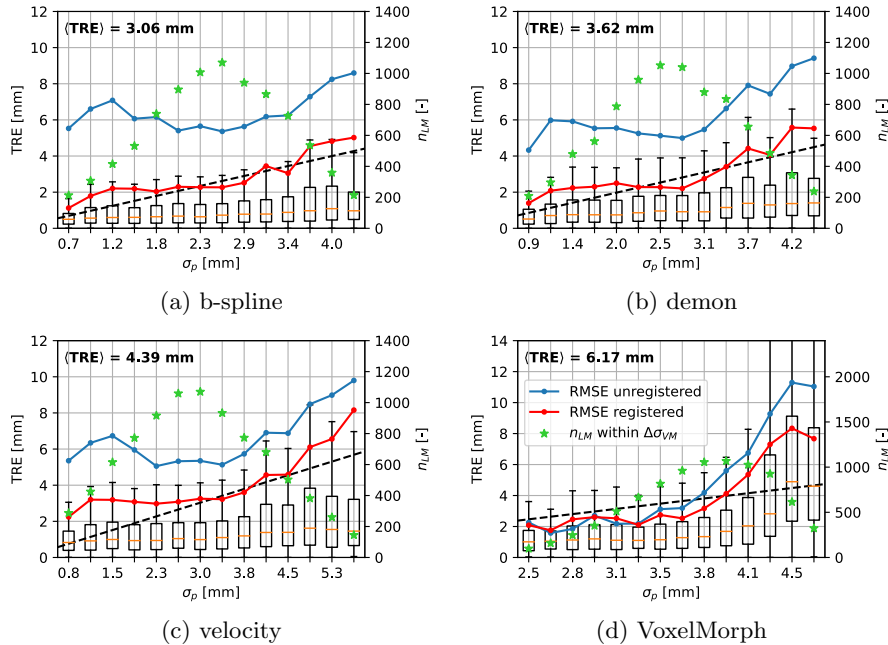 ⟨TRE⟩ = 3.06 mm
TRE [mm]
12
10
8
6
4
2
0
1400
1200
1000
800
600
400
200
0
n_LM [-]
0.7 1.2 1.8 2.3 2.9 3.4 4.0
σ_p [mm]
(a) b-spline
⟨TRE⟩ = 3.62 mm
TRE [mm]
12
10
8
6
4
2
0
1400
1200
1000
800
600
400
200
0
n_LM [-]
0.9 1.4 2.0 2.5 3.1 3.7 4.2
σ_p [mm]
(b) demon
⟨TRE⟩ = 4.39 mm
TRE [mm]
12
10
8
6
4
2
0
1400
1200
1000
800
600
400
200
0
n_LM [-]
0.8 1.5 2.3 3.0 3.8 4.5 5.3
σ_p [mm]
(c) velocity
⟨TRE⟩ = 6.17 mm
RMSE unregistered
RMSE registered
n_LM within Δσ_VM
TRE [mm]
14
12
10
8
6
4
2
0
2000
1500
1000
500
0
n_LM [-]
2.5 2.8 3.1 3.5 3.8 4.1 4.5
σ_p [mm]
(d) VoxelMorph